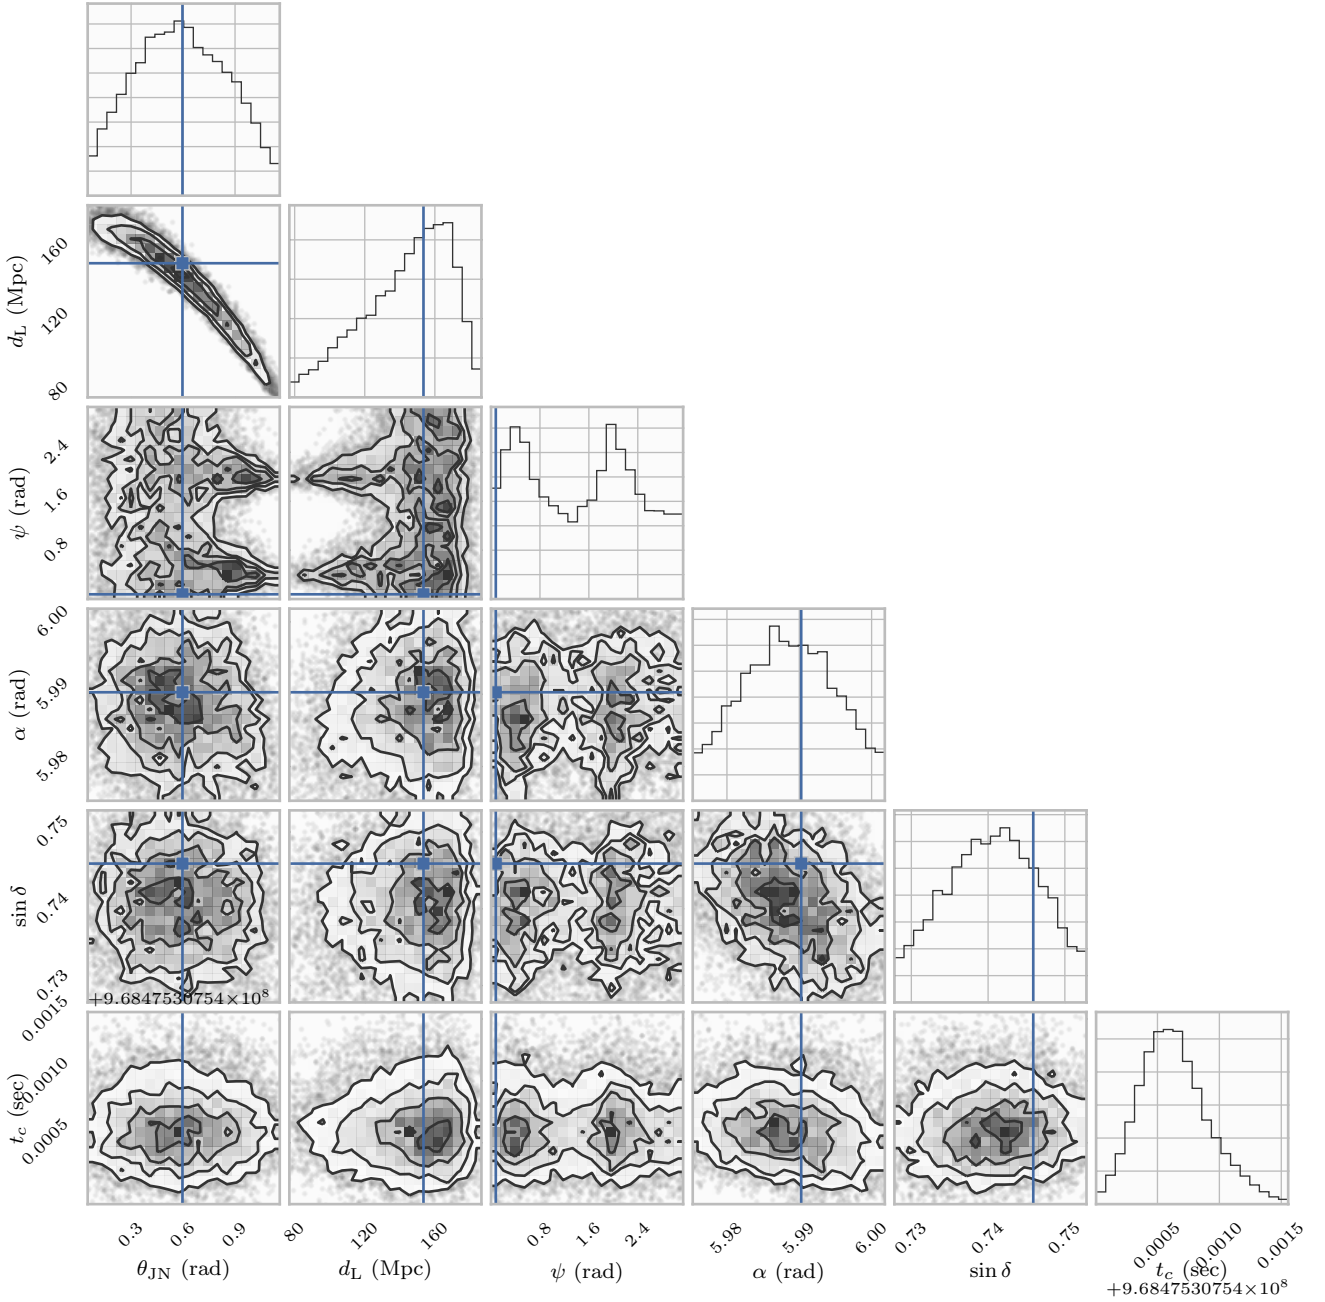 160
120
80
d_L (Mpc)
2.4
1.6
0.8
ψ (rad)
6.00
5.99
5.98
α (rad)
0.75
0.74
0.73
sin δ
+9.6847530754×10⁸
0.0015
0.0010
0.0005
t_c (sec)
0.3 0.6 0.9
θ_JN (rad)
80 120 160
d_L (Mpc)
0.8 1.6 2.4
ψ (rad)
5.98 5.99 6.00
α (rad)
0.73 0.74 0.75
sin δ
0.0005 0.0010 0.0015
t_c (sec)
+9.6847530754×10⁸